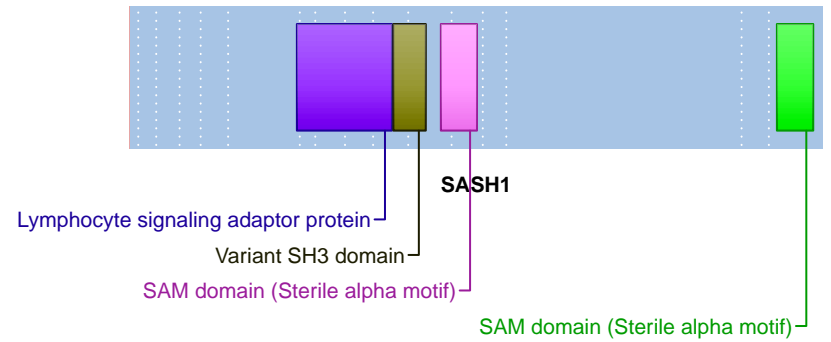 SASH1
Lymphocyte signaling adaptor protein
Variant SH3 domain
SAM domain (Sterile alpha motif)
SAM domain (Sterile alpha motif)